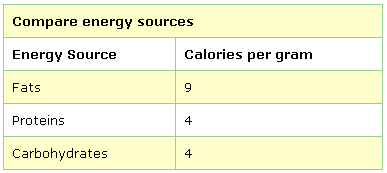 Compare energy sources
Energy Source Calories per gram
Fats 9
Proteins 4
Carbohydrates 4